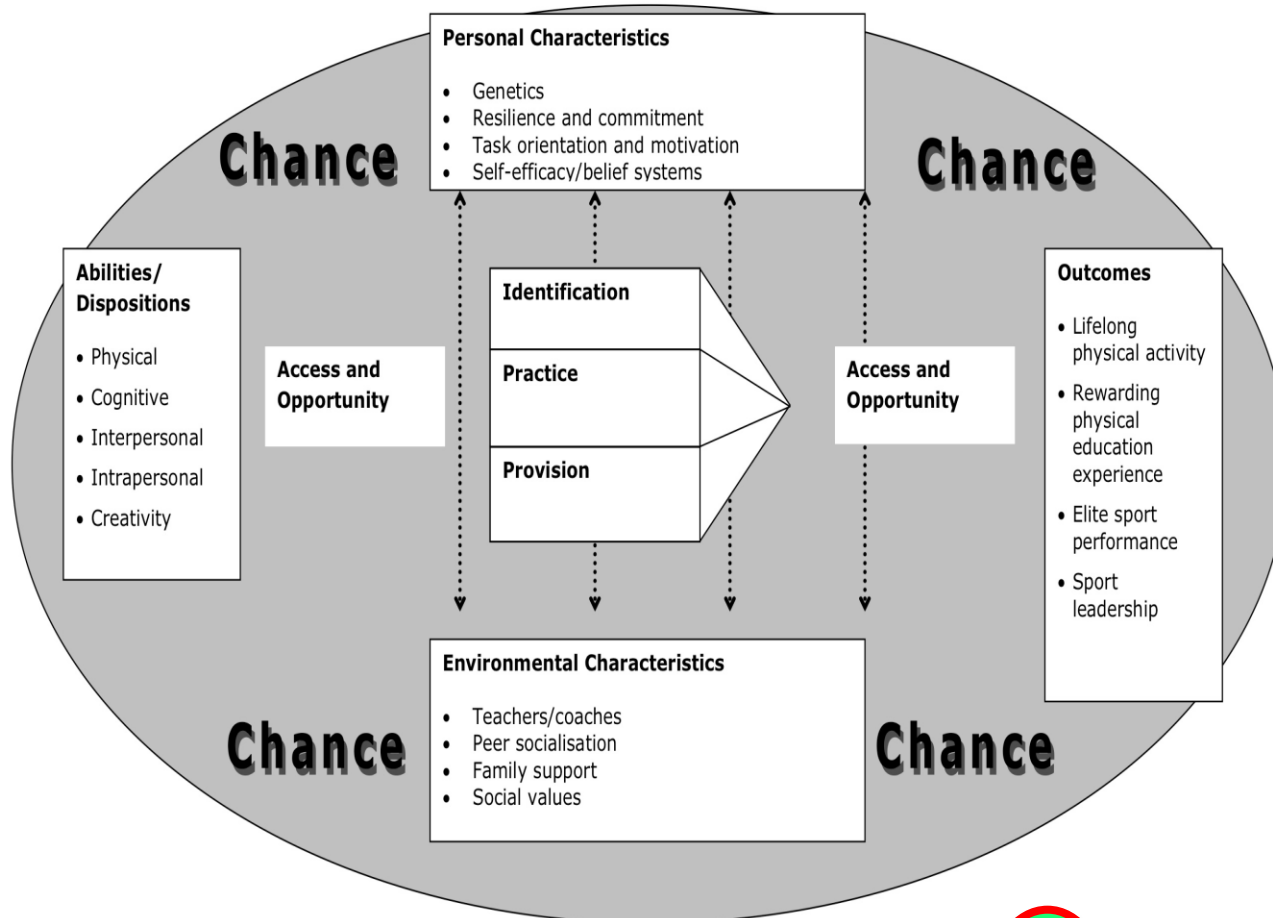 Personal Characteristics
• Genetics
• Resilience and commitment
• Task orientation and motivation
• Self-efficacy/belief systems
Chance
Chance
Abilities/
Dispositions
• Physical
• Cognitive
• Interpersonal
• Intrapersonal
• Creativity
Access and
Opportunity
Identification
Practice
Provision
Access and
Opportunity
Outcomes
• Lifelong
physical activity
• Rewarding
physical
education
experience
• Elite sport
performance
• Sport
leadership
Environmental Characteristics
• Teachers/coaches
• Peer socialisation
• Family support
• Social values
Chance
Chance